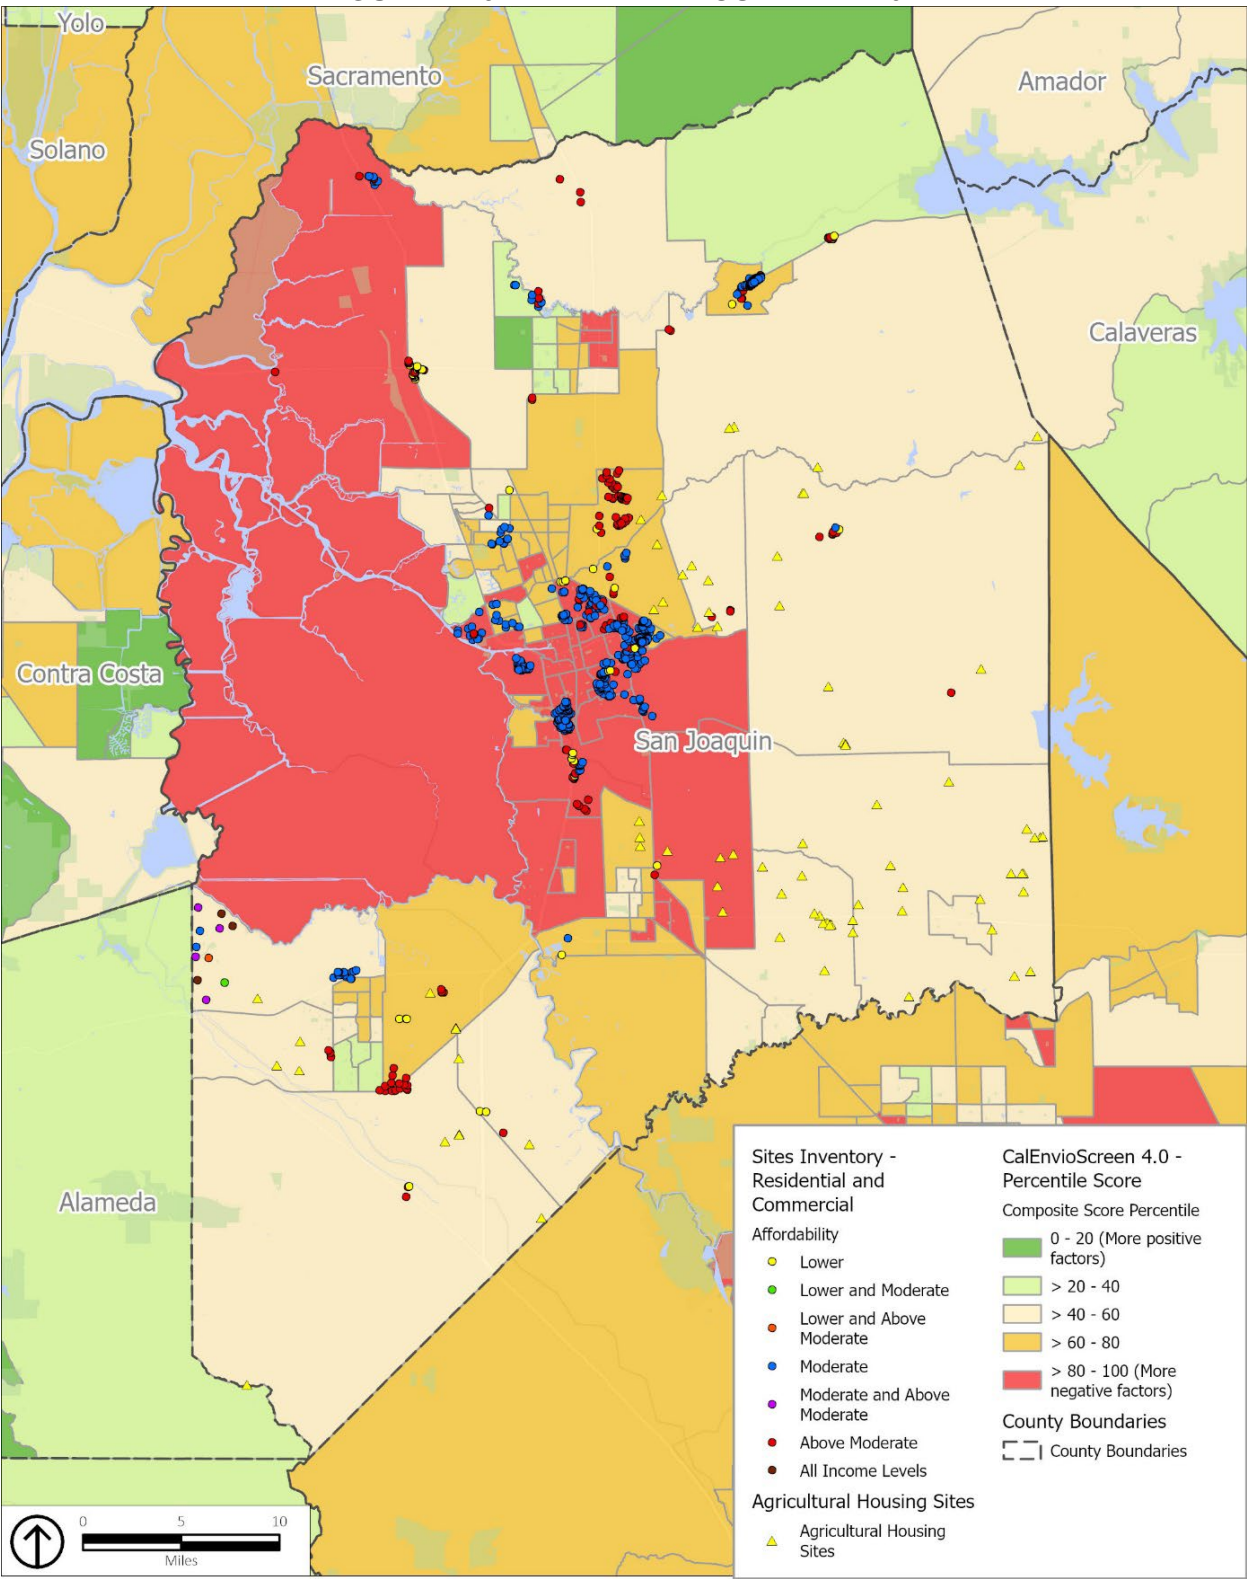 Yolo
Sacramento
Amador
Solano
Calaveras
Contra Costa
San Joaquin
Alameda
Sites Inventory -
Residential and
Commercial
Affordability
Lower
Lower and Moderate
Lower and Above
Moderate
Moderate
Moderate and Above
Moderate
Above Moderate
All Income Levels
Agricultural Housing Sites
Agricultural Housing
Sites
CalEnvioScreen 4.0 -
Percentile Score
Composite Score Percentile
0 - 20 (More positive
factors)
> 20 - 40
> 40 - 60
> 60 - 80
> 80 - 100 (More
negative factors)
County Boundaries
County Boundaries
0 5 10
Miles